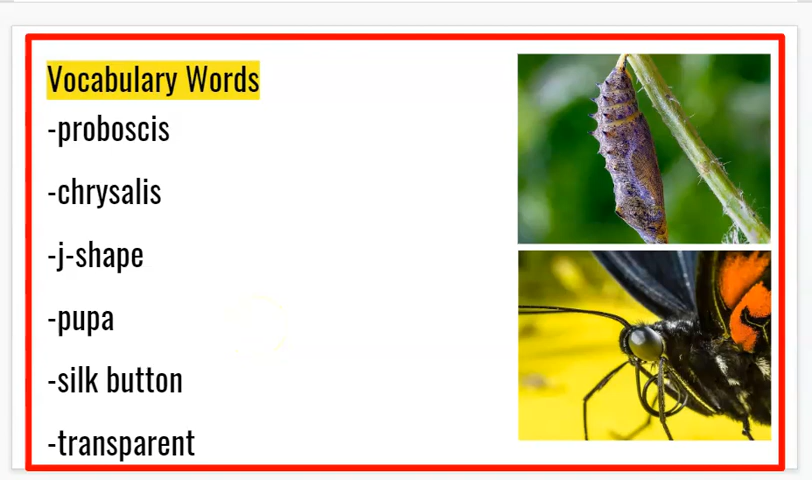 Vocabulary Words
-proboscis
-chrysalis
-j-shape
-pupa
-silk button
-transparent